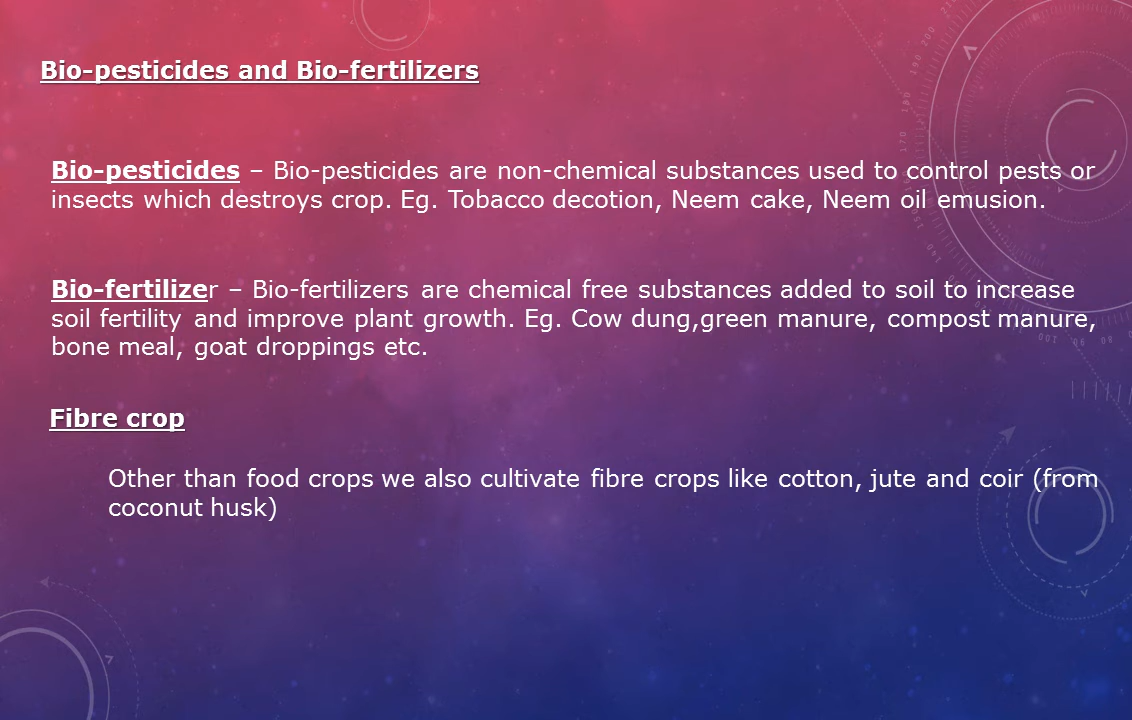 Bio-pesticides and Bio-fertilizers
Bio-pesticides – Bio-pesticides are non-chemical substances used to control pests or
insects which destroys crop. Eg. Tobacco decotion, Neem cake, Neem oil emusion.
Bio-fertilizer – Bio-fertilizers are chemical free substances added to soil to increase
soil fertility and improve plant growth. Eg. Cow dung,green manure, compost manure,
bone meal, goat droppings etc.
Fibre crop
Other than food crops we also cultivate fibre crops like cotton, jute and coir (from
coconut husk)